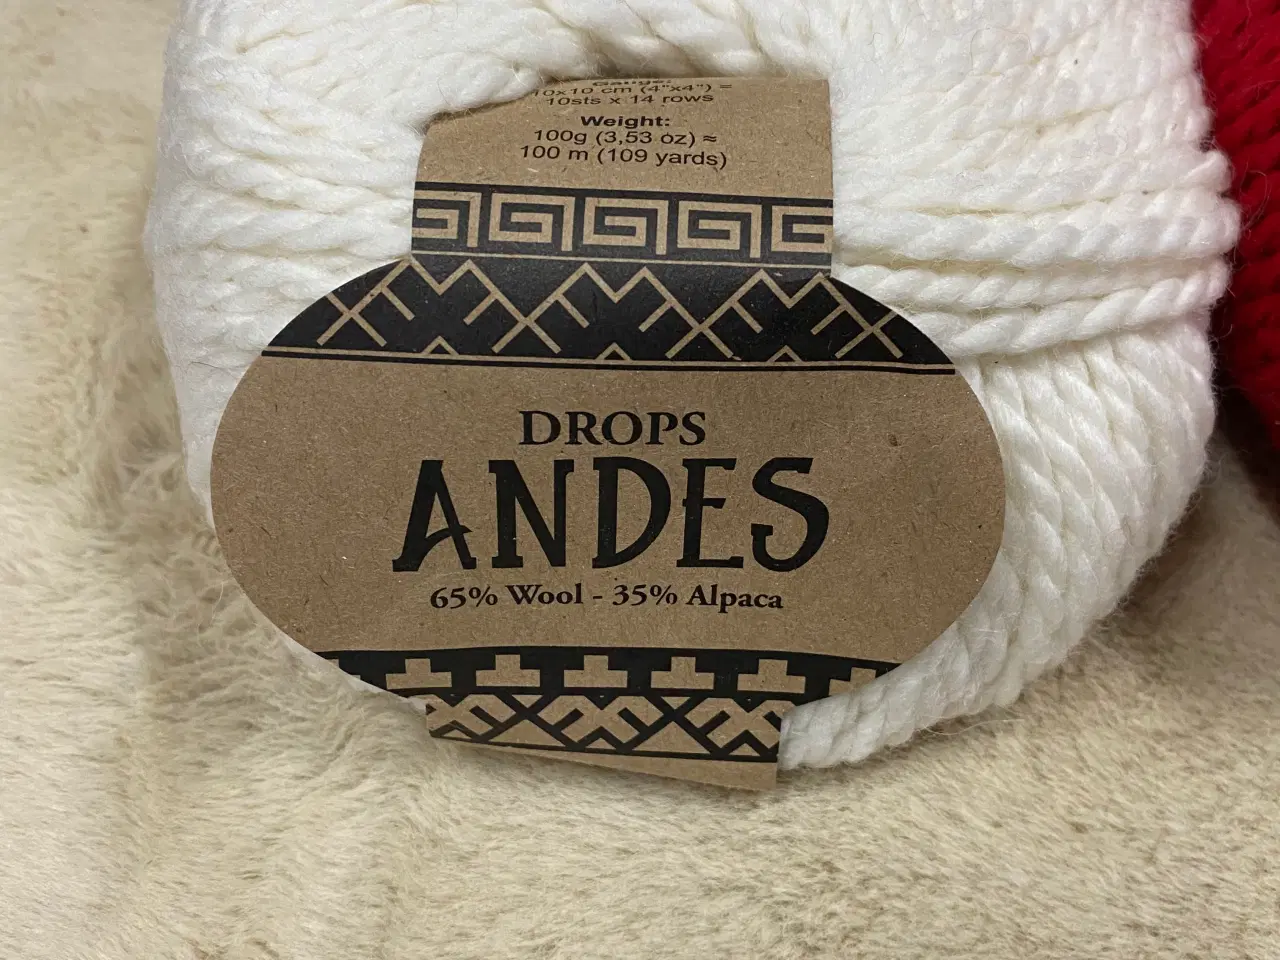 Gauge:
10x10 cm (4"x4") =
10sts x 14 rows
Weight:
100g (3,53 oz) ≈
100 m (109 yards)
DROPS
ANDES
65% Wool - 35% Alpaca